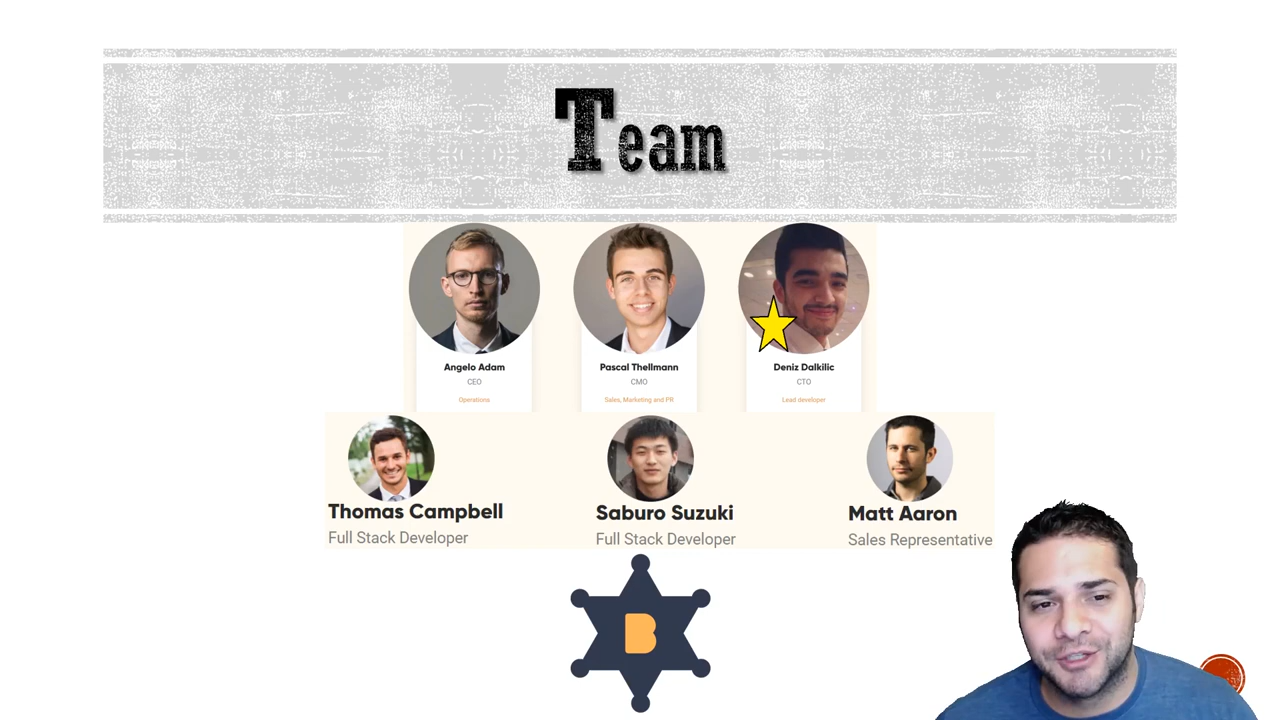 Team
Angelo Adam
CEO
Operations
Pascal Thellmann
CMO
Sales, Marketing and PR
Deniz Dalkilic
CTO
Lead developer
Thomas Campbell
Full Stack Developer
Saburo Suzuki
Full Stack Developer
Matt Aaron
Sales Representative
B